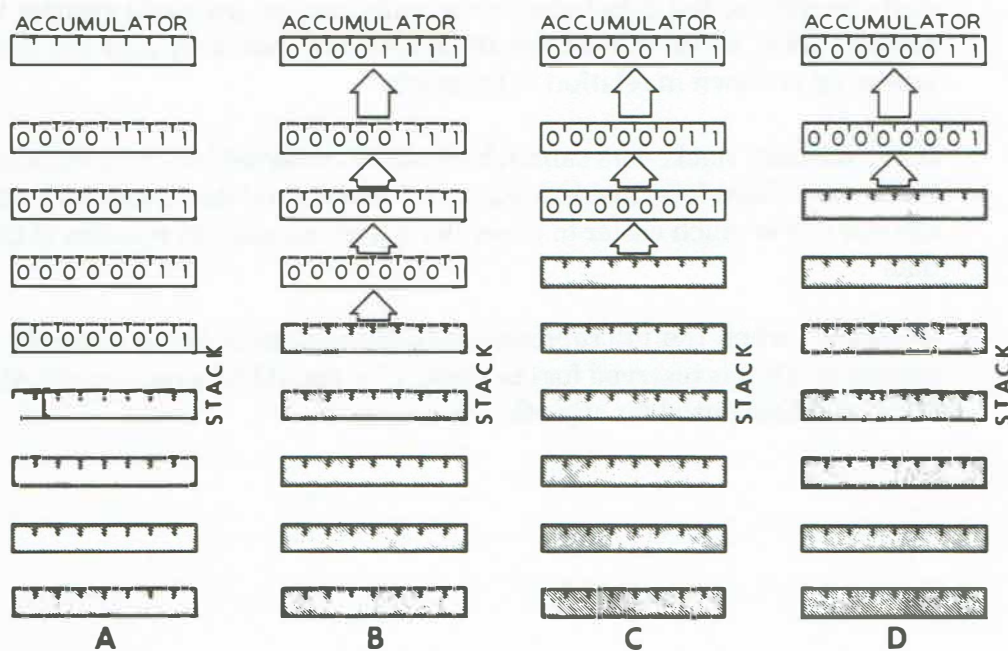 ACCUMULATOR ACCUMULATOR ACCUMULATOR ACCUMULATOR
00001111 00000111 00000011
00001111 00000111 00000011 00000001
00000111 00000011 00000001
00000011 00000001
00000001
STACK STACK STACK STACK
A B C D